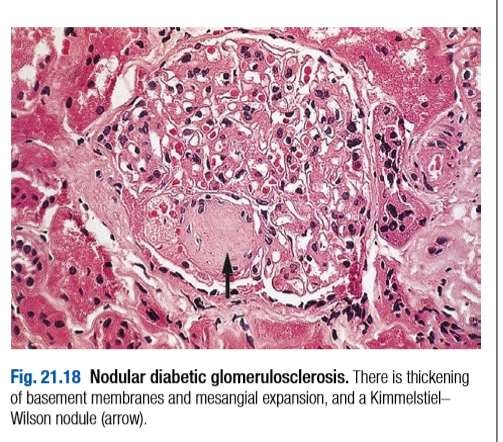 Fig. 21.18 Nodular diabetic glomerulosclerosis. There is thickening
of basement membranes and mesangial expansion, and a Kimmelstiel–
Wilson nodule (arrow).